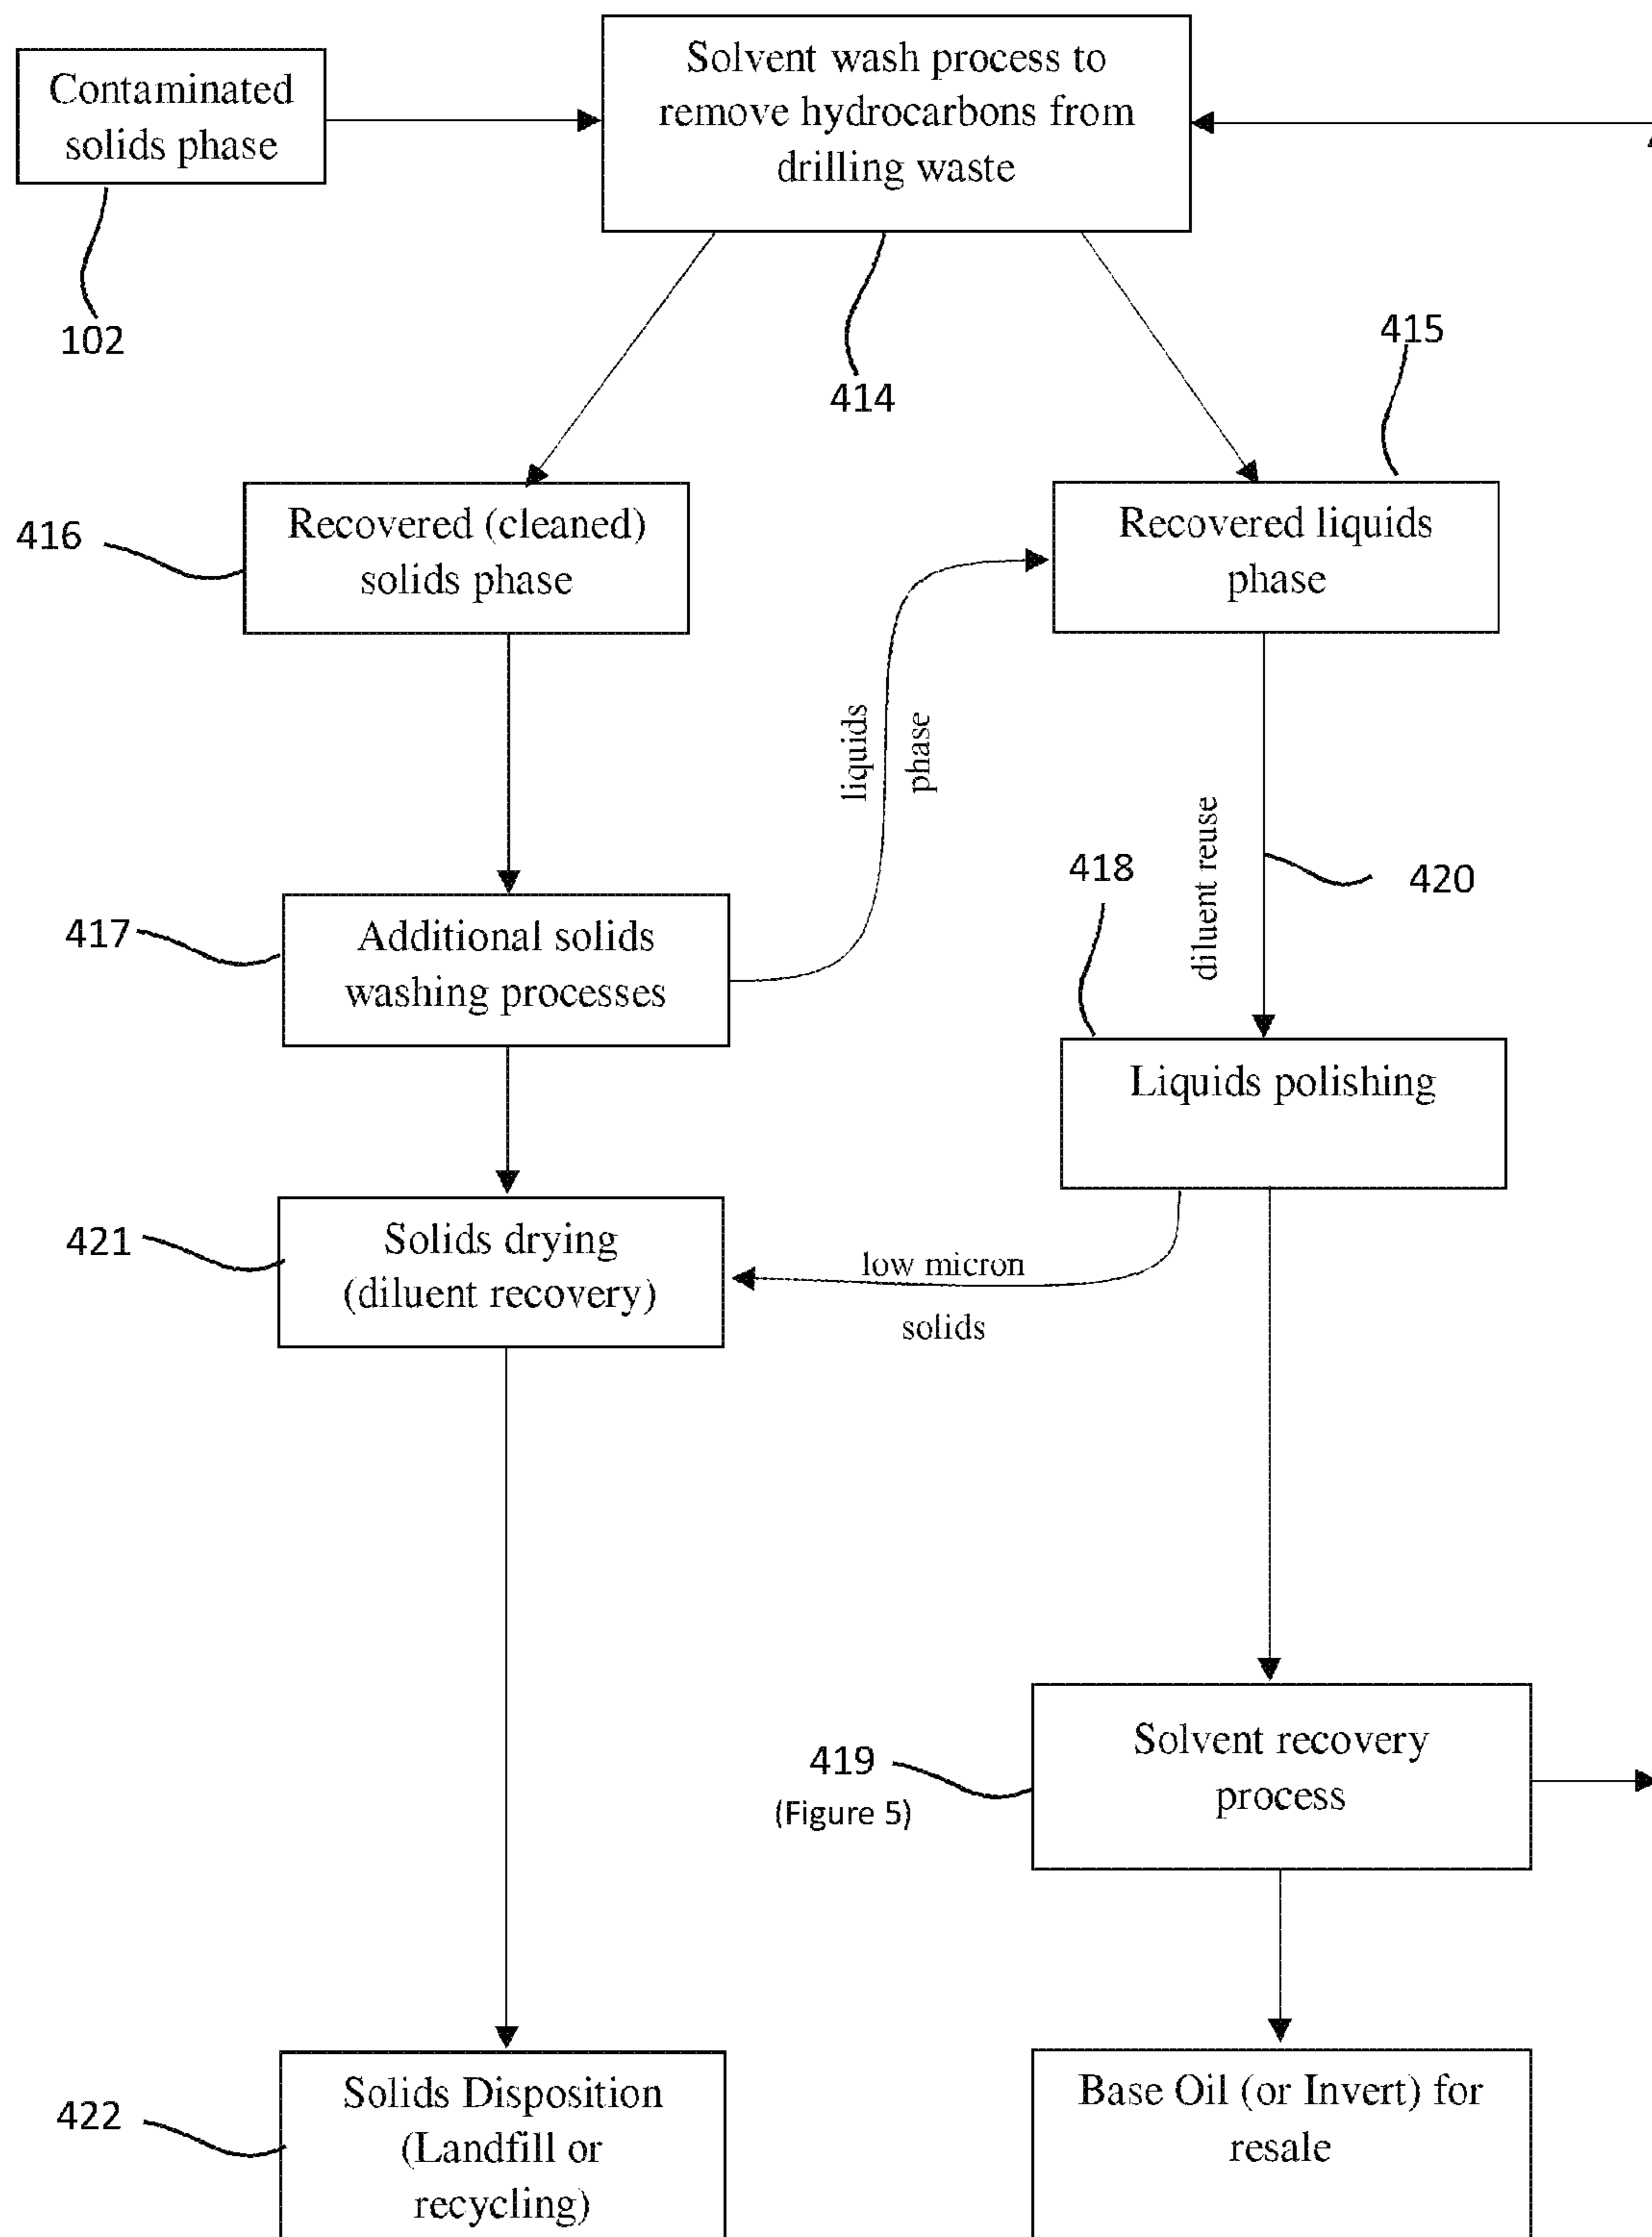 Contaminated
solids phase
Solvent wash process to
remove hydrocarbons from
drilling waste
102
414
415
416
Recovered (cleaned)
solids phase
Recovered liquids
phase
liquids
phase
417
Additional solids
washing processes
418
diluent reuse
420
Liquids polishing
421
Solids drying
(diluent recovery)
low micron
solids
419
(Figure 5)
Solvent recovery
process
422
Solids Disposition
(Landfill or
recycling)
Base Oil (or Invert) for
resale